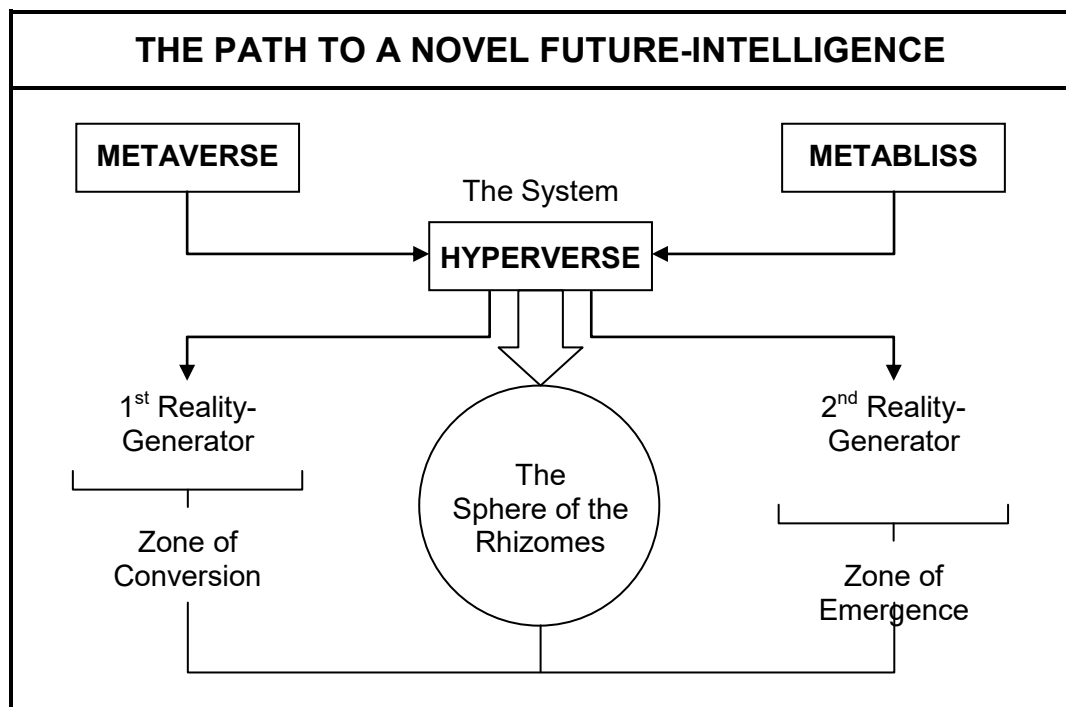 THE PATH TO A NOVEL FUTURE-INTELLIGENCE
METAVERSE
METABLISS
The System
HYPERVERSE
1st Reality-
Generator
2nd Reality-
Generator
The
Sphere of the
Rhizomes
Zone of
Conversion
Zone of
Emergence